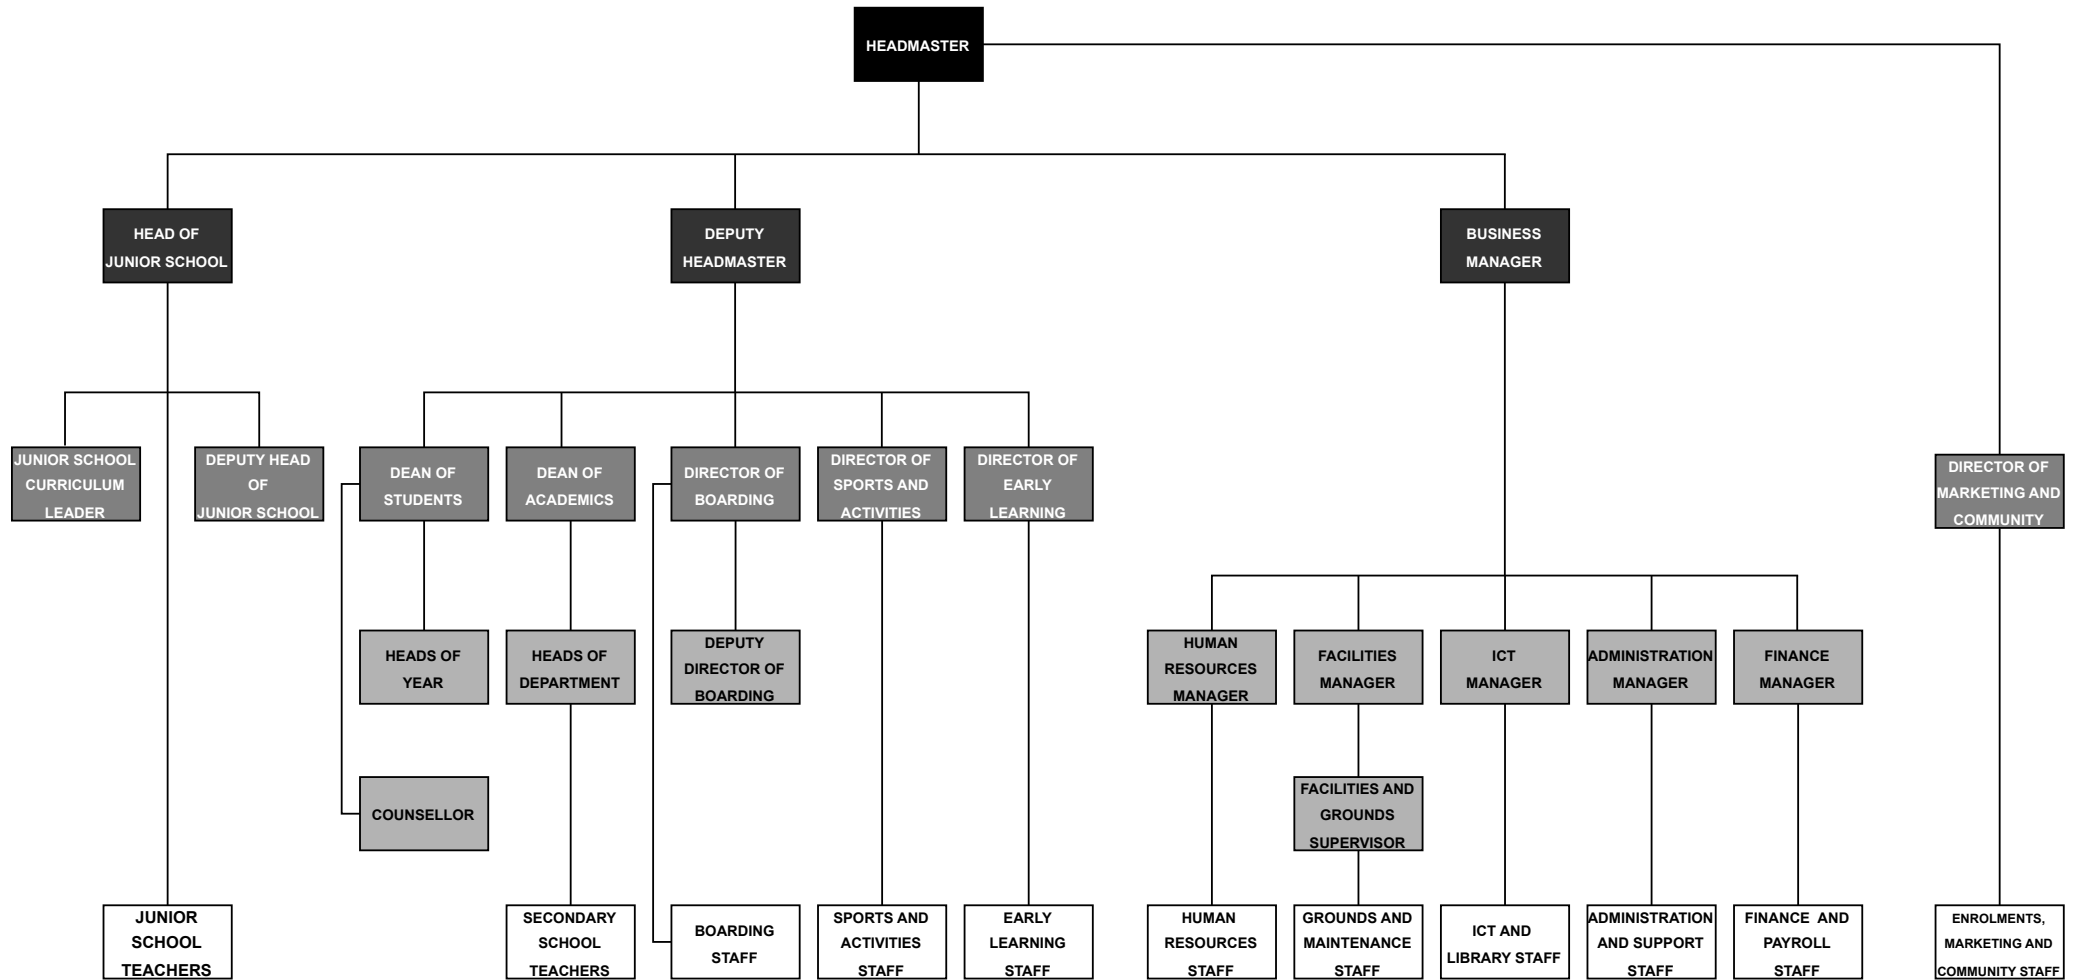 HEADMASTER
HEAD OF
JUNIOR SCHOOL
DEPUTY
HEADMASTER
BUSINESS
MANAGER
JUNIOR SCHOOL
CURRICULUM
LEADER
DEPUTY HEAD
OF
JUNIOR SCHOOL
DEAN OF
STUDENTS
DEAN OF
ACADEMICS
DIRECTOR OF
BOARDING
DIRECTOR OF
SPORTS AND
ACTIVITIES
DIRECTOR OF
EARLY
LEARNING
DIRECTOR OF
MARKETING AND
COMMUNITY
HEADS OF
YEAR
HEADS OF
DEPARTMENT
DEPUTY
DIRECTOR OF
BOARDING
HUMAN
RESOURCES
MANAGER
FACILITIES
MANAGER
ICT
MANAGER
ADMINISTRATION
MANAGER
FINANCE
MANAGER
COUNSELLOR
FACILITIES AND
GROUNDS
SUPERVISOR
JUNIOR
SCHOOL
TEACHERS
SECONDARY
SCHOOL
TEACHERS
BOARDING
STAFF
SPORTS AND
ACTIVITIES
STAFF
EARLY
LEARNING
STAFF
HUMAN
RESOURCES
STAFF
GROUNDS AND
MAINTENANCE
STAFF
ICT AND
LIBRARY STAFF
ADMINISTRATION
AND SUPPORT
STAFF
FINANCE AND
PAYROLL
STAFF
ENROLMENTS,
MARKETING AND
COMMUNITY STAFF